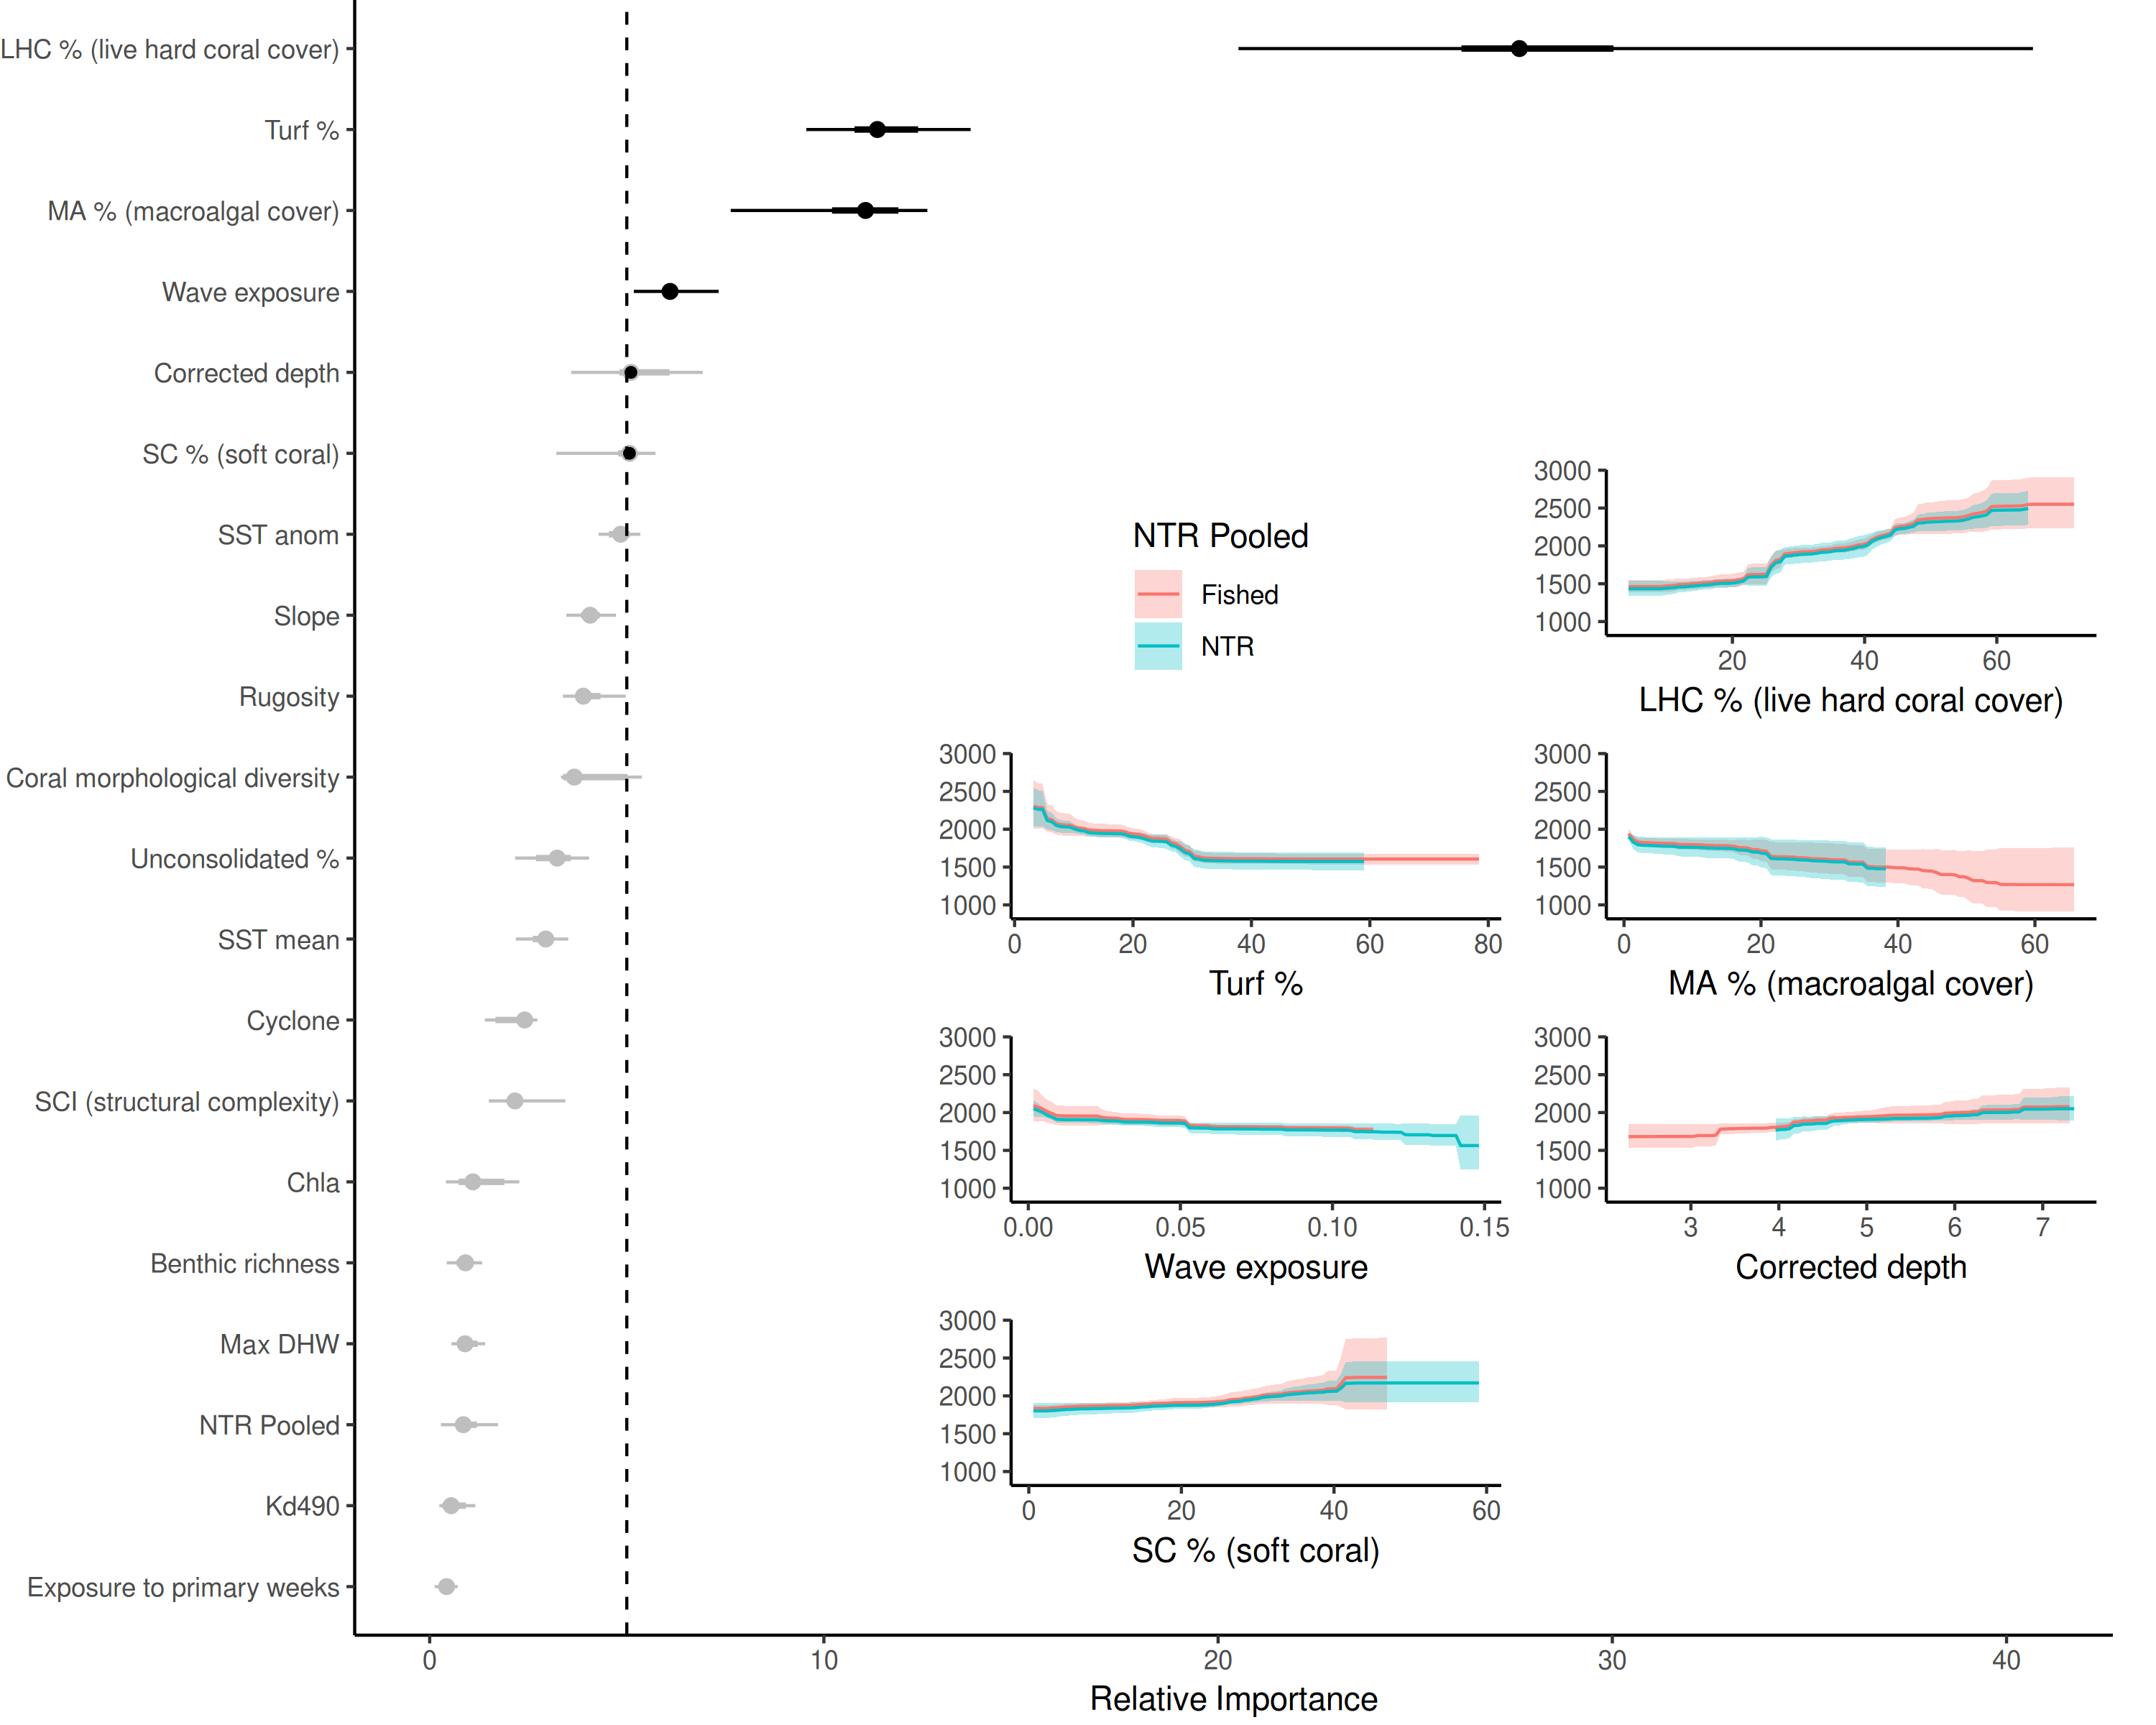 LHC % (live hard coral cover)
Turf %
MA % (macroalgal cover)
Wave exposure
Corrected depth
SC % (soft coral)
SST anom
Slope
Rugosity
Coral morphological diversity
Unconsolidated %
SST mean
Cyclone
SCI (structural complexity)
Chla
Benthic richness
Max DHW
NTR Pooled
Kd490
Exposure to primary weeks
0 10 20 30 40
Relative Importance
NTR Pooled
Fished
NTR
3000
2500
2000
1500
1000
20 40 60
LHC % (live hard coral cover)
3000
2500
2000
1500
1000
0 20 40 60 80
Turf %
3000
2500
2000
1500
1000
0 20 40 60
MA % (macroalgal cover)
3000
2500
2000
1500
1000
0.00 0.05 0.10 0.15
Wave exposure
3000
2500
2000
1500
1000
3 4 5 6 7
Corrected depth
3000
2500
2000
1500
1000
0 20 40 60
SC % (soft coral)